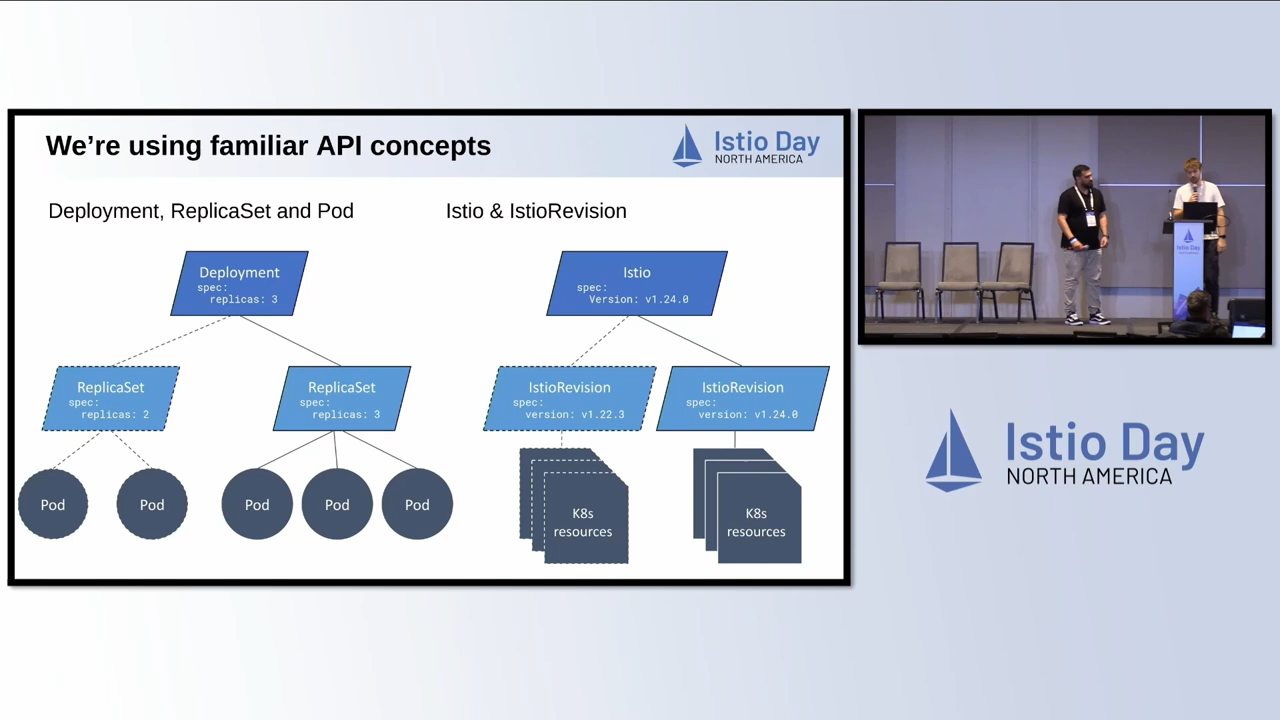 We're using familiar API concepts
Istio Day
NORTH AMERICA
Deployment, ReplicaSet and Pod
Istio & IstioRevision
Deployment
spec:
replicas: 3
Istio
spec:
Version: v1.24.0
ReplicaSet
spec:
replicas: 2
ReplicaSet
spec:
replicas: 3
IstioRevision
spec:
version: v1.22.3
IstioRevision
spec:
version: v1.24.0
Pod
Pod
Pod
Pod
Pod
K8s
resources
K8s
resources
Istio Day
Istio Day
NORTH AMERICA